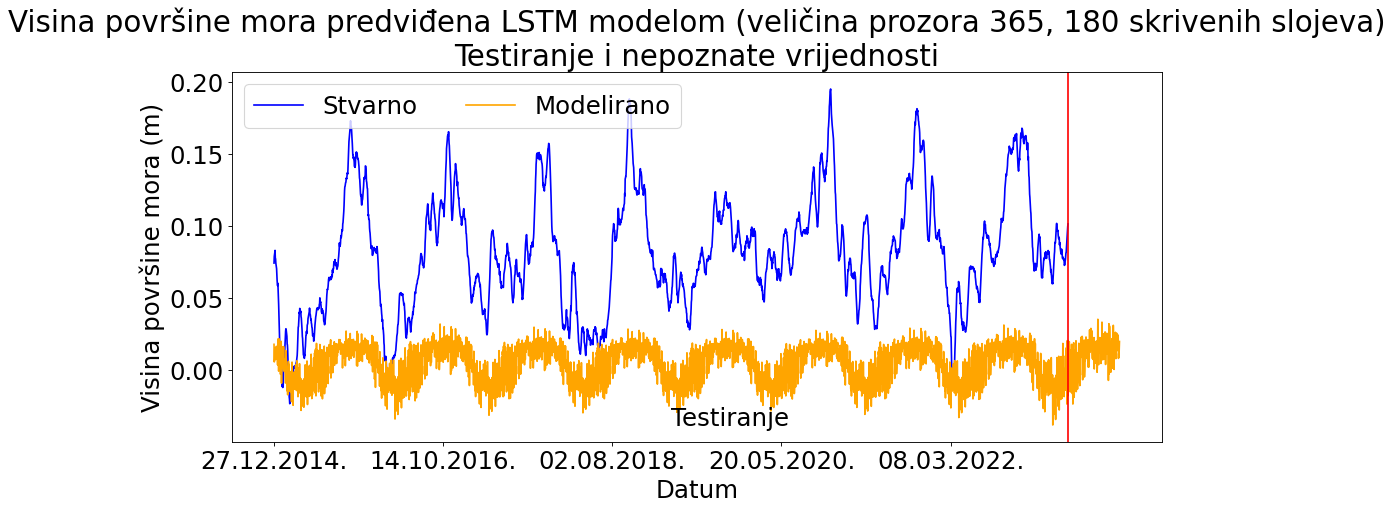 Visina površine mora predviđena LSTM modelom (veličina prozora 365, 180 skrivenih slojeva)
Testiranje i nepoznate vrijednosti
Stvarno
Modelirano
0.20
0.15
0.10
0.05
0.00
Visina površine mora (m)
Testiranje
27.12.2014.
14.10.2016.
02.08.2018.
20.05.2020.
08.03.2022.
Datum